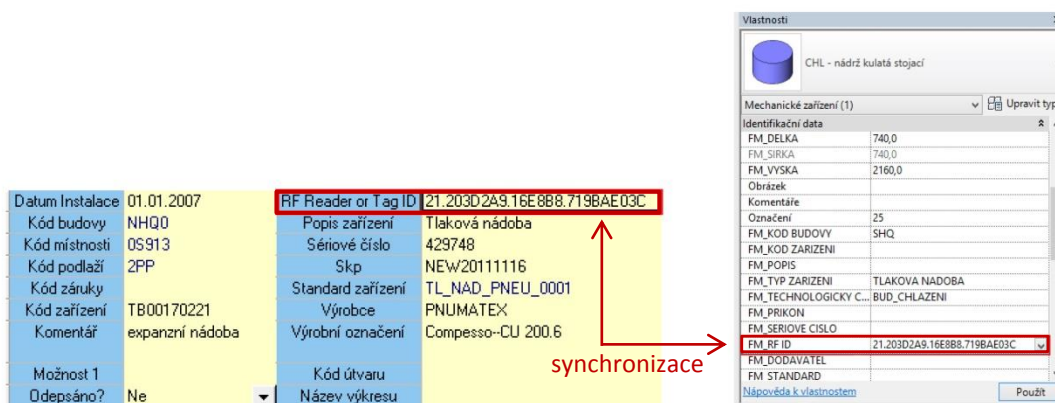 Datum Instalace 01.01.2007 RF Reader or Tag ID 21.203D2A9.16E8B8.719BAE03C
Kód budovy NHQ0 Popis zařízení Tlaková nádoba
Kód místnosti 0S913 Sériové číslo 429748
Kód podlaží 2PP Skp NEW20111116
Kód záruky Standard zařízení TL_NAD_PNEU_0001
Kód zařízení TB00170221 Výrobce PNUMATEX
Komentář expanzní nádoba Výrobní označení Compesso--CU 200.6
Možnost 1 Kód útvaru
Odepsáno? Ne Název výkresu
synchronizace
Vlastnosti
CHL - nádrž kulatá stojací
Mechanické zařízení (1) Upravit typ
Identifikační data
FM_DELKA 740,0
FM_SIRKA 740,0
FM_VYSKA 2160,0
Obrázek
Komentáře
Označení 25
FM_KOD BUDOVY SHQ
FM_KOD ZARIZENI
FM_POPIS
FM_TYP ZARIZENI TLAKOVA NADOBA
FM_TECHNOLOGICKY C... BUD_CHLAZENI
FM_PRIKON
FM_SERIOVE CISLO
FM_RF ID 21.203D2A9.16E8B8.719BAE03C
FM_DODAVATEL
FM STANDARD
Nápověda k vlastnostem Použít